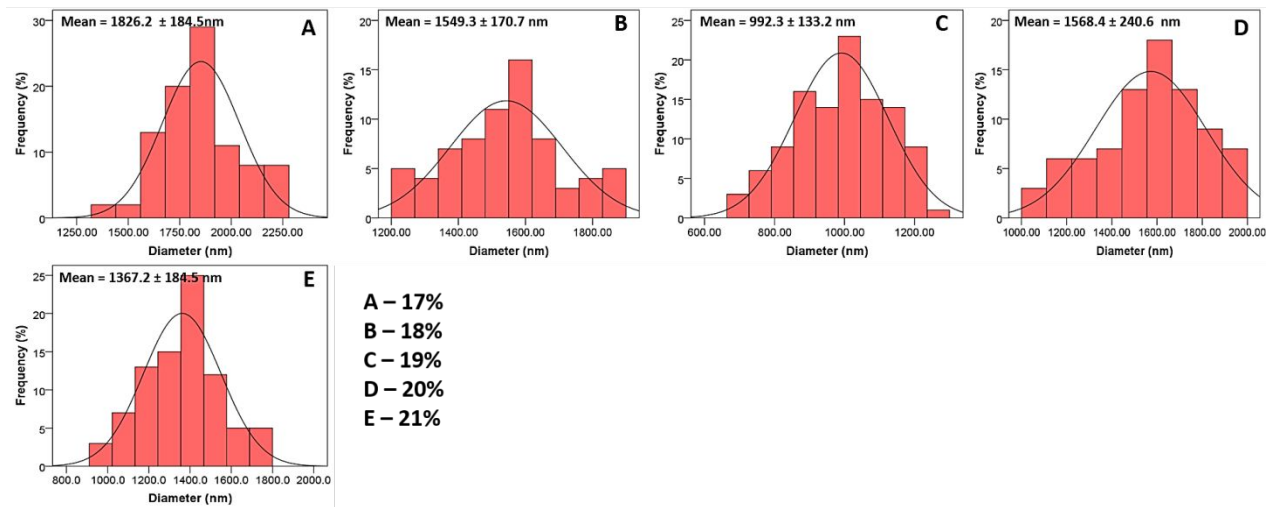 Mean = 1826.2 ± 184.5nm
A
30
20
10
0
Frequency (%)
1250.00 1500.00 1750.00 2000.00 2250.00
Diameter (nm)
Mean = 1549.3 ± 170.7 nm
B
20
15
10
5
0
Frequency (%)
1200.00 1400.00 1600.00 1800.00
Diameter (nm)
Mean = 992.3 ± 133.2 nm
C
25
20
15
10
5
0
Frequency (%)
600.00 800.00 1000.00 1200.00
Diameter (nm)
Mean = 1568.4 ± 240.6 nm
D
20
15
10
5
0
Frequency (%)
1000.00 1200.00 1400.00 1600.00 1800.00 2000.00
Diameter (nm)
Mean = 1367.2 ± 184.5 nm
E
25
20
15
10
5
0
Frequency (%)
800.0 1000.0 1200.0 1400.0 1600.0 1800.0 2000.0
Diameter (nm)
A – 17%
B – 18%
C – 19%
D – 20%
E – 21%